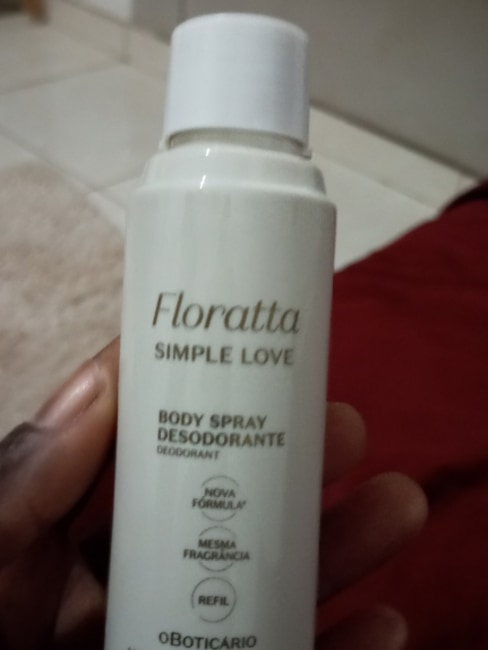 Floratta
SIMPLE LOVE
BODY SPRAY
DESODORANTE
DEODORANT
NOVA
FÓRMULA*
MESMA
FRAGRÂNCIA
REFIL
oBOTICÁRIO